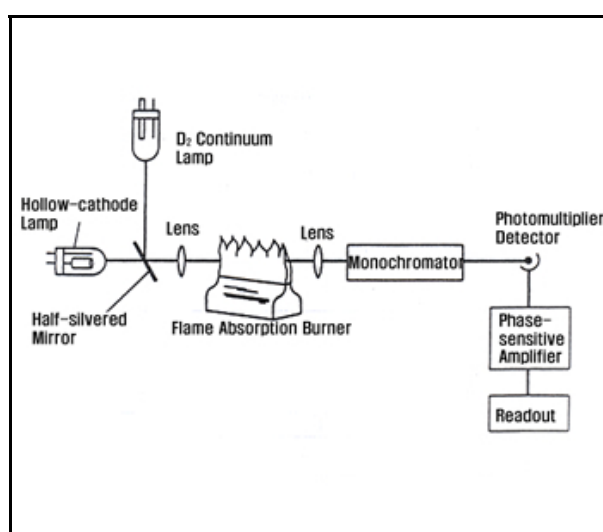 D₂ Continuum
Lamp
Hollow-cathode
Lamp
Lens
Lens
Photomultiplier
Detector
Monochromator
Half-silvered
Mirror
Flame Absorption Burner
Phase-
sensitive
Amplifier
Readout